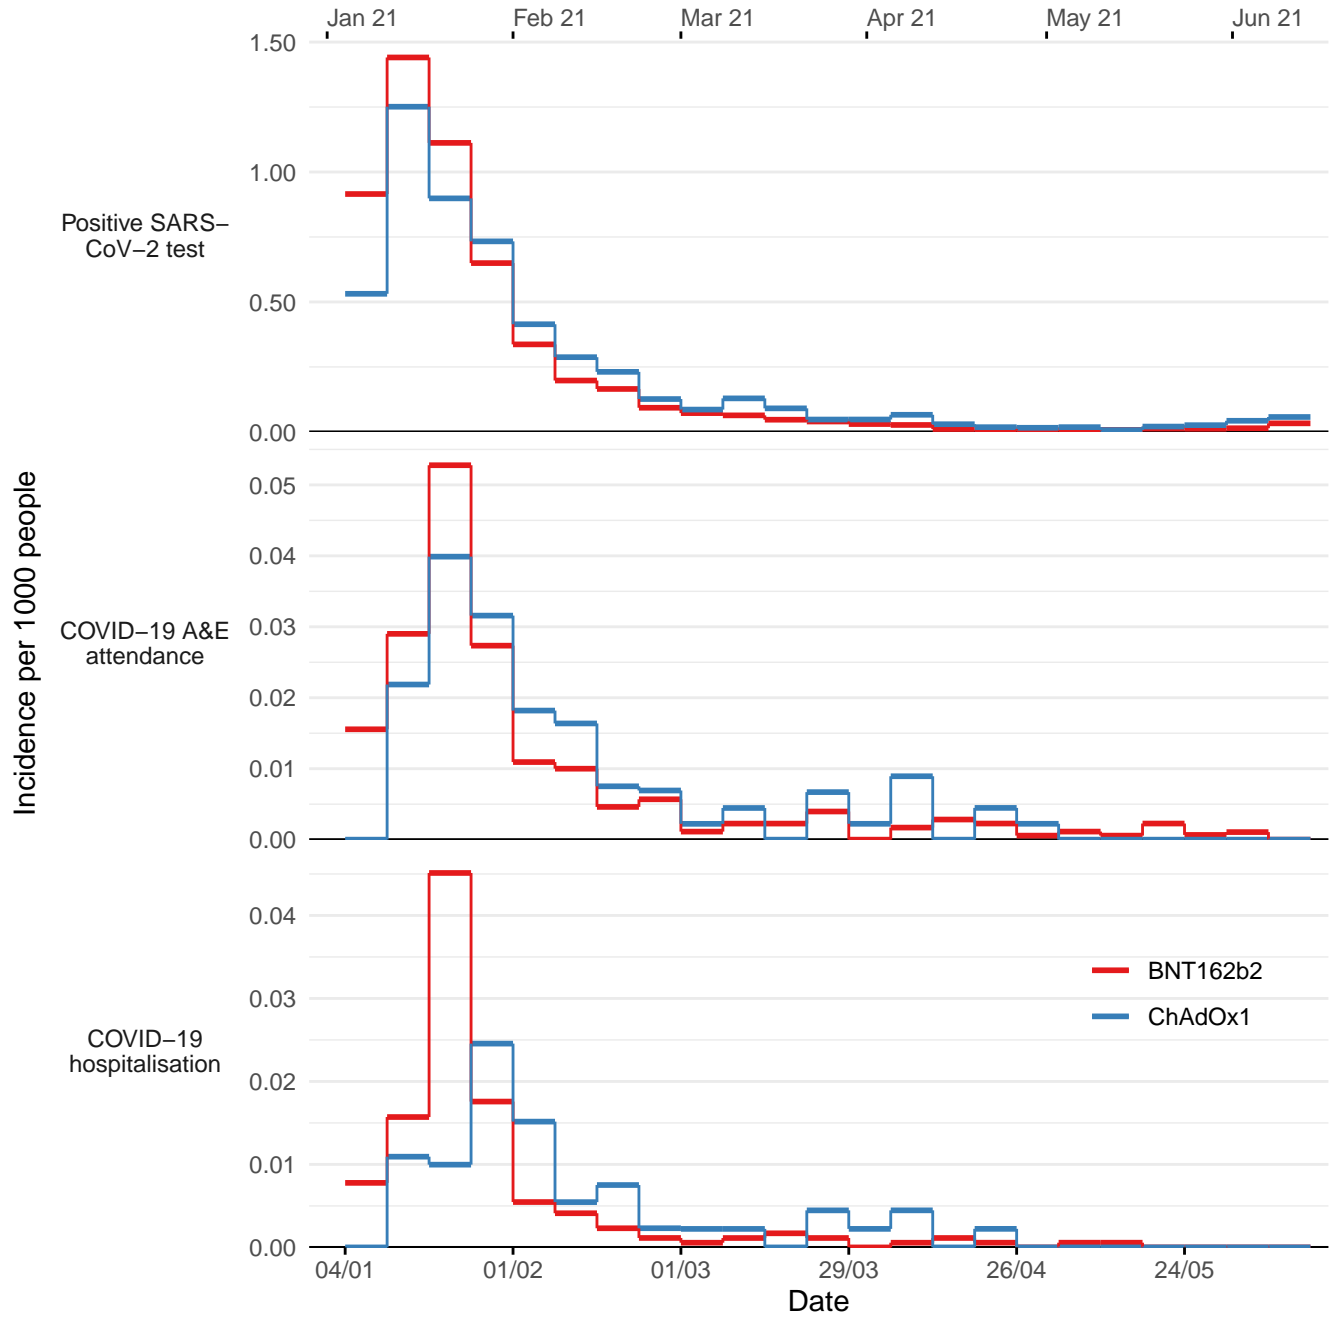 Jan 21 Feb 21 Mar 21 Apr 21 May 21 Jun 21
1.50
1.00
Positive SARS–
CoV–2 test
0.50
0.00
Incidence per 1000 people
0.05
0.04
0.03
COVID–19 A&E
attendance
0.02
0.01
0.00
0.04
BNT162b2
0.03
ChAdOx1
COVID–19
hospitalisation
0.02
0.01
0.00
04/01 01/02 01/03 29/03 26/04 24/05
Date